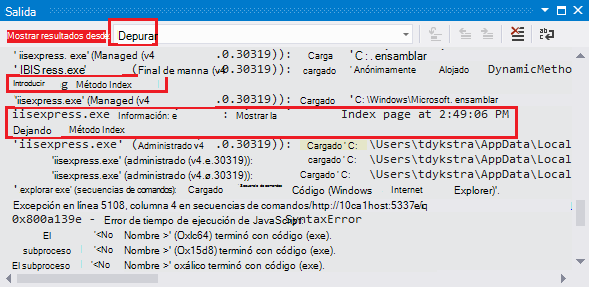 Salida
Mostrar resultados desde: Depurar
' iisexpress. exe' (Managed (v4 .0.30319)): Carga 'C :. ensamblar
' IBIS ress.exe' (Final de manna (v4 .0.30319)): cargado ' Anónimamente Alojado DynamicMetho
Introducir g Método Index
'iisexpress.exe' (Managed (v4 .0.30319)): Cargado ' C: \Windows\Microsoft. ensamblar
iisexpress.exe Información: e : Mostrar la Index page at 2:49:06 PM
Dejando Método Index
'iisexpress.exe' (Administrado v4 .0.30319)): Cargado ' C: \Users\tdykstra\AppData\Local
'iisexpress.exe' (administrado (v4.e.30319)): cargado ' C: \Users\tdykstra\AppData\Local
'iisexpress.exe' (administrado (v4.ø.30319)): Cargado ' C: \Users\tdykstra\AppData\Local
' explorar exe' (secuencias de comandos): Cargado Código (Windows Internet Explorer)'.
Excepción en línea 5108, columna 4 en secuencias de comandos/http://10ca1host:5337e/q
0x800a139e - Error de tiempo de ejecución de JavaScript: SyntaxError
El '<No Nombre >' (Oxlc64) terminó con código (exe).
subproceso '<No Nombre >' (0x15d8) terminó con código (exe).
El subproceso '<No Nombre >' oxálico terminó con código (exe).